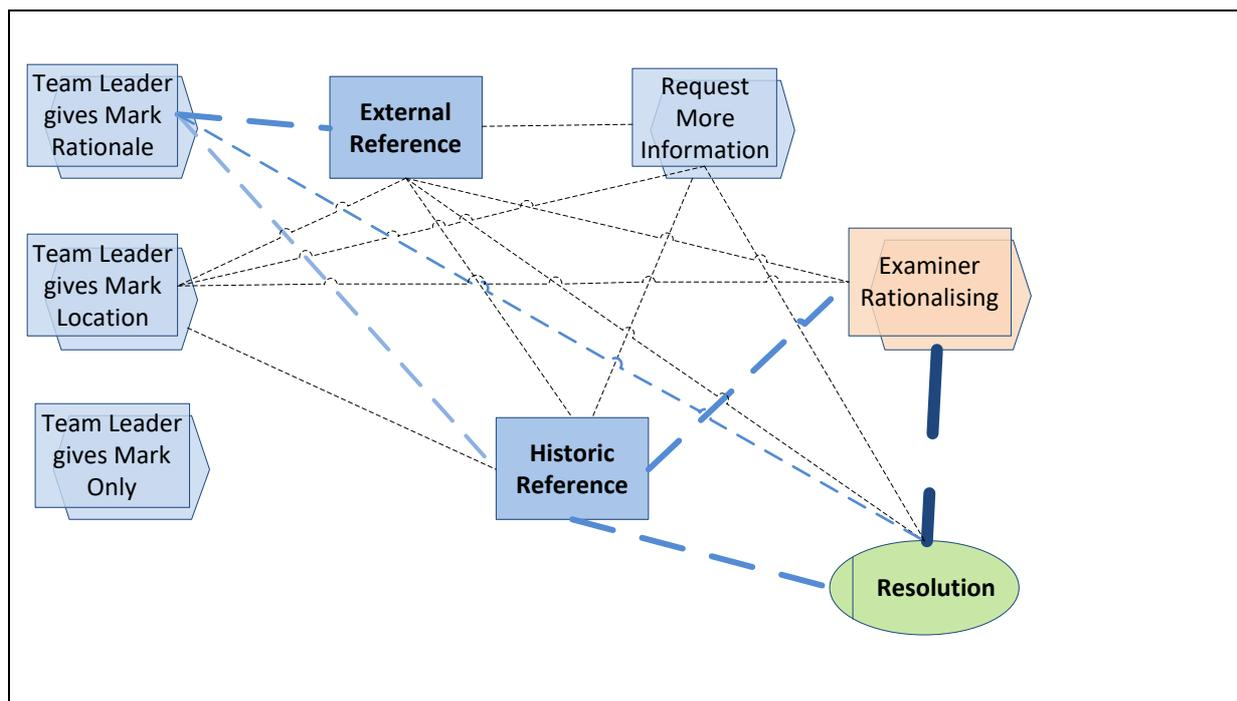 Team Leader
gives Mark
Rationale
External
Reference
Request
More
Information
Team Leader
gives Mark
Location
Examiner
Rationalising
Team Leader
gives Mark
Only
Historic
Reference
Resolution